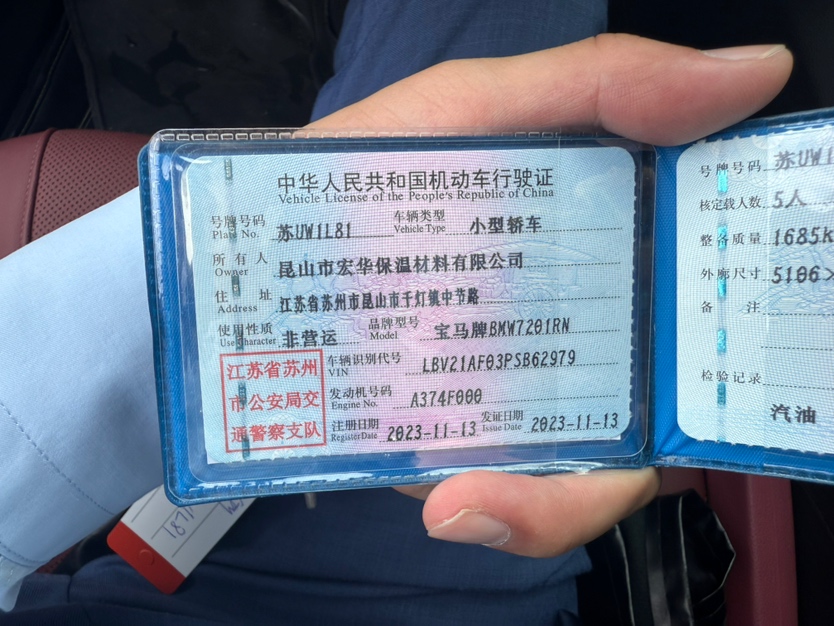 中华人民共和国机动车行驶证
Vehicle License of the People's Republic of China
号牌号码 苏UW1L81 车辆类型 小型轿车
Plate No. Vehicle Type
所有人 昆山市宏华保温材料有限公司
Owner
住址 江苏省苏州市昆山市千灯镇中节路
Address
使用性质 非营运 品牌型号 宝马牌BMW7201RN
Use Character Model
车辆识别代号 LBV21AF03PSB62979
VIN
发动机号码 A374F000
Engine No.
注册日期 2023-11-13 发证日期 2023-11-13
Register Date Issue Date
江苏省苏州
市公安局交
通警察支队
号牌号码 苏UW1
核定载人数 5人
整备质量 1685k
外廓尺寸 5106×
备注
检验记录
汽油